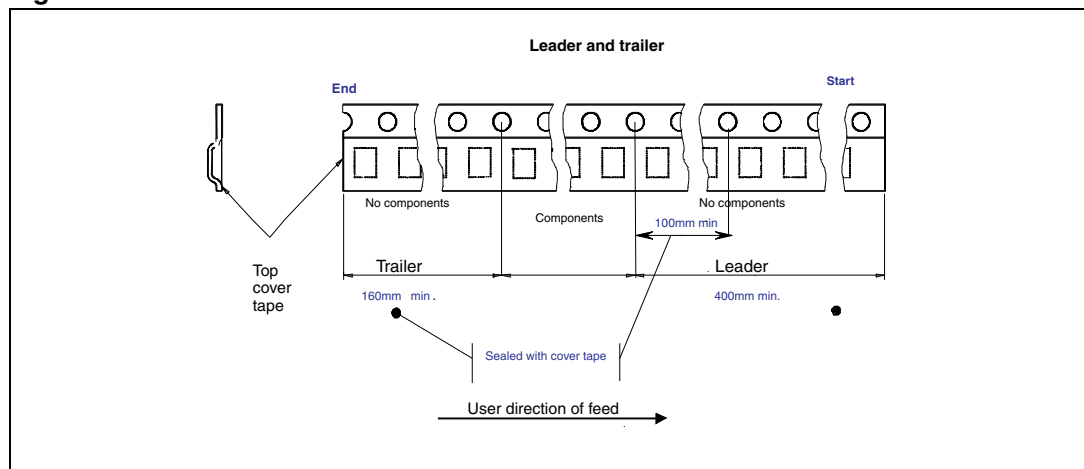 Leader and trailer
End
Start
No components
No components
Components
100mm min
Top
cover
tape
Trailer
Leader
160mm min.
400mm min.
Sealed with cover tape
User direction of feed